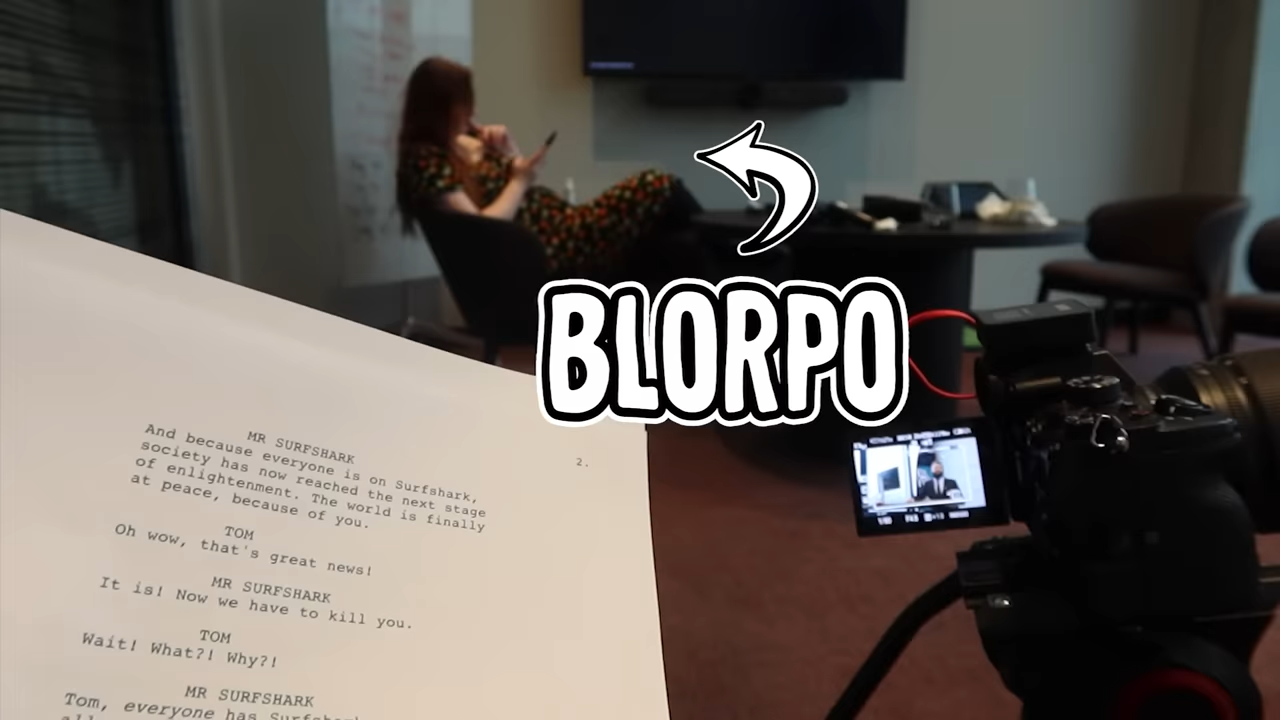 BLORPO
2.
MR SURFSHARK
And because everyone is on Surfshark,
society has now reached the next stage
of enlightenment. The world is finally
at peace, because of you.
TOM
Oh wow, that's great news!
MR SURFSHARK
It is! Now we have to kill you.
TOM
Wait! What?! Why?!
MR SURFSHARK
Tom, everyone has